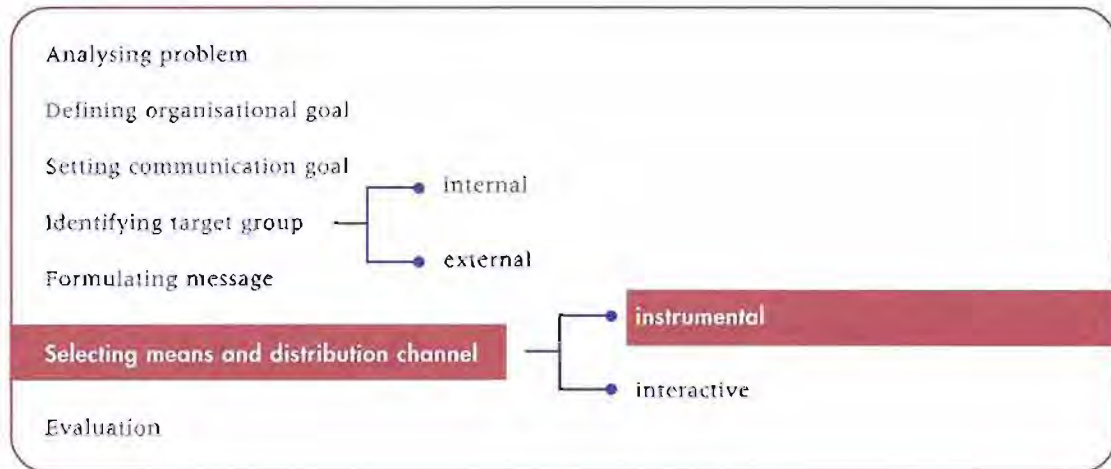 Analysing problem
Defining organisational goal
Setting communication goal
internal
Identifying target group
external
Formulating message
instrumental
Selecting means and distribution channel
interactive
Evaluation